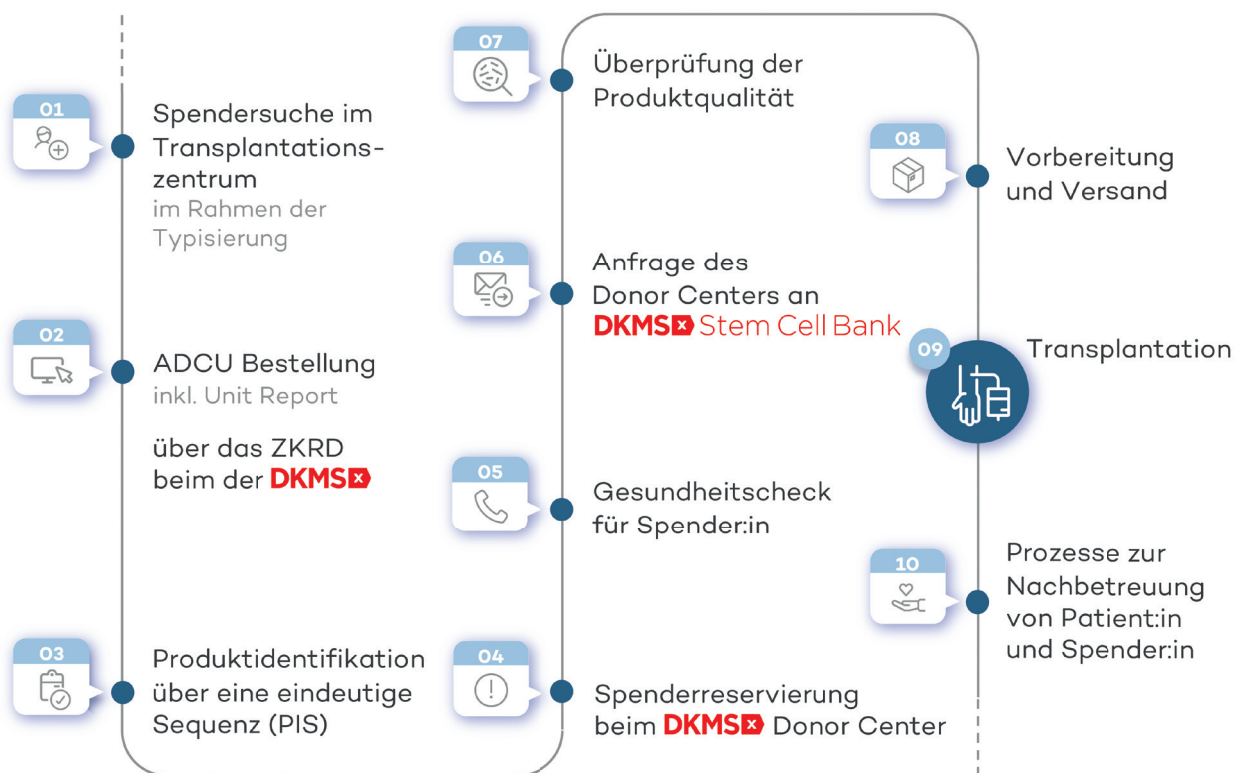 01
Spendersuche im
Transplantations-
zentrum
im Rahmen der
Typisierung
02
ADCU Bestellung
inkl. Unit Report
über das ZKRD
beim der DKMS
03
Produktidentifikation
über eine eindeutige
Sequenz (PIS)
04
Spenderreservierung
beim DKMS Donor Center
05
Gesundheitscheck
für Spender:in
06
Anfrage des
Donor Centers an
DKMS Stem Cell Bank
07
Überprüfung der
Produktqualität
08
Vorbereitung
und Versand
09
Transplantation
10
Prozesse zur
Nachbetreuung
von Patient:in
und Spender:in